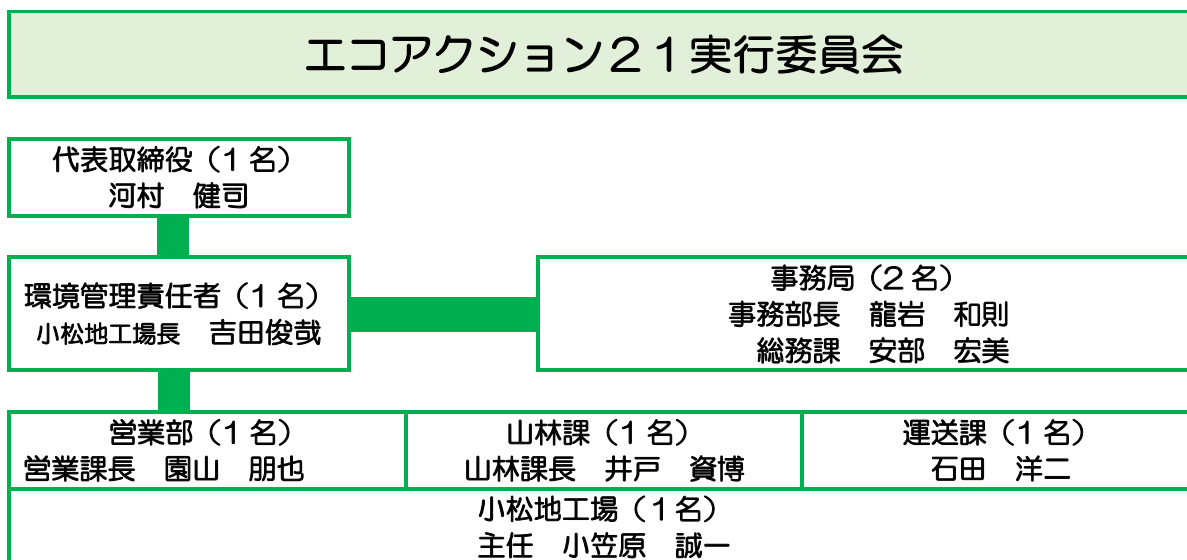 エコアクション２１実行委員会
代表取締役（1 名）
河村　健司
環境管理責任者（1 名）
小松地工場長　吉田俊哉
事務局（2 名）
事務部長　龍岩　和則
総務課　安部　宏美
営業部（1 名）
営業課長　園山　朋也
山林課（1 名）
山林課長　井戸　資博
運送課（1 名）
石田　洋二
小松地工場（1名）
主任　小笠原　誠一